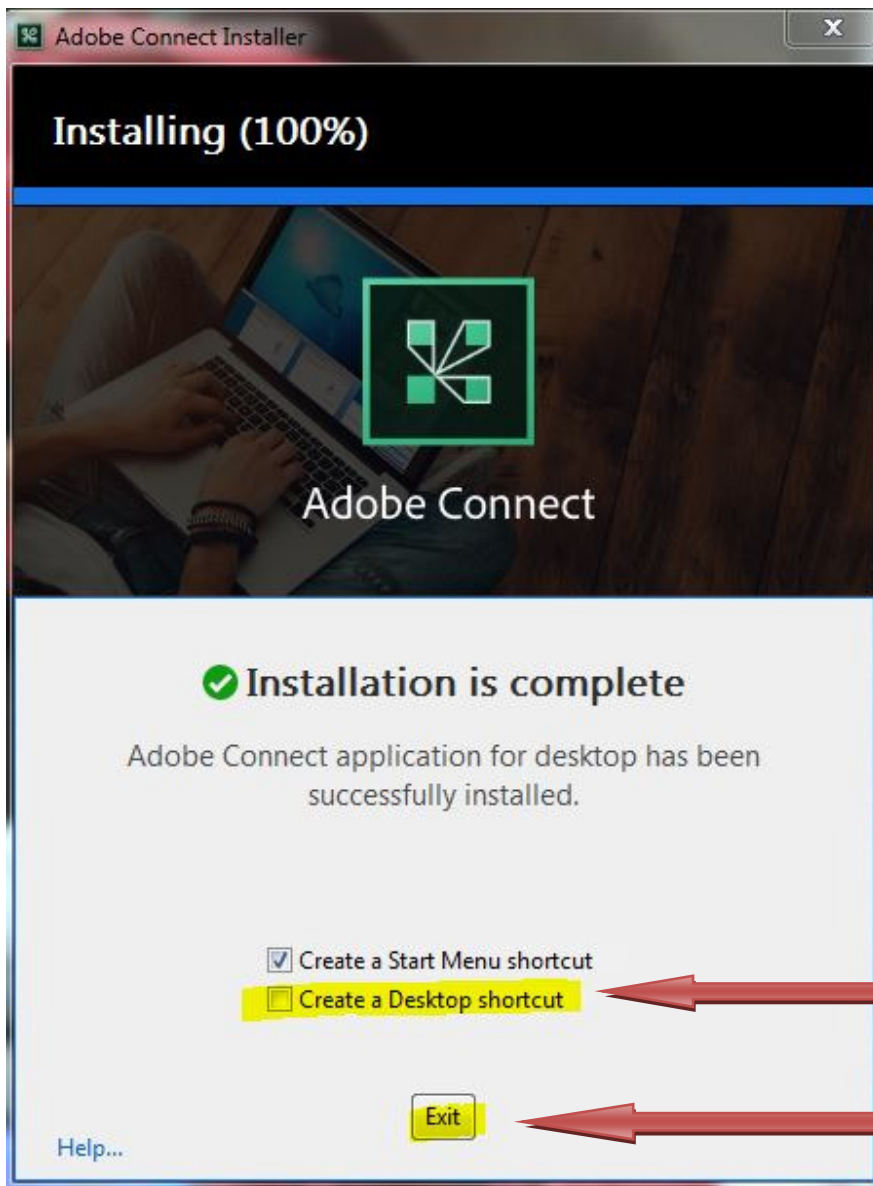 Adobe Connect Installer
Installing (100%)
Adobe Connect
Installation is complete
Adobe Connect application for desktop has been
successfully installed.
Create a Start Menu shortcut
Create a Desktop shortcut
Exit
Help...